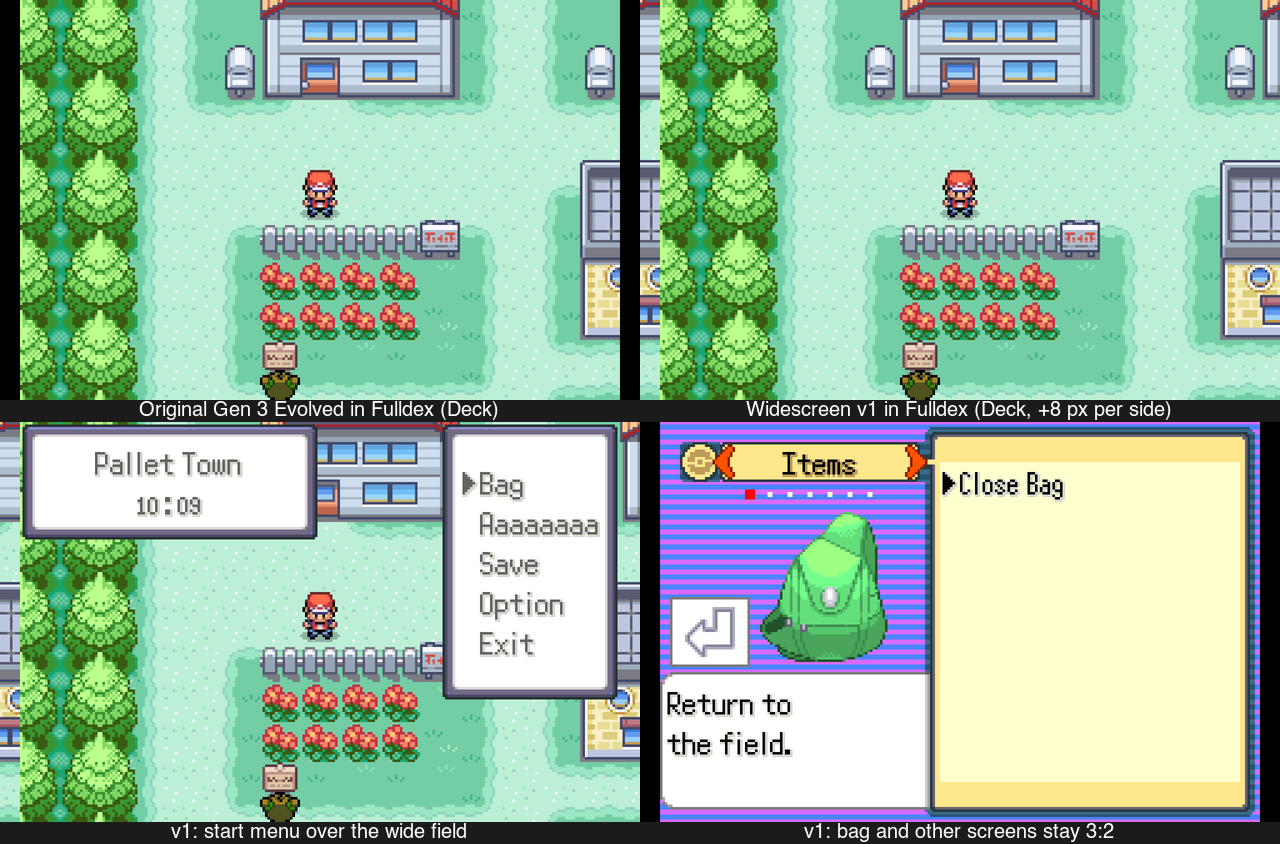 Original Gen 3 Evolved in Fulldex (Deck)
Widescreen v1 in Fulldex (Deck, +8 px per side)
Pallet Town
10:09
Bag
Aaaaaaaa
Save
Option
Exit
v1: start menu over the wide field
Items
Close Bag
Return to
the field.
v1: bag and other screens stay 3:2